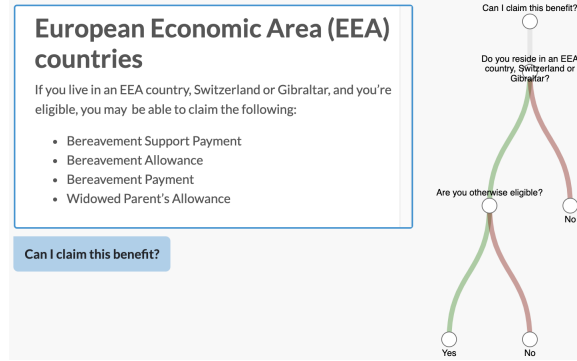 European Economic Area (EEA)
countries
If you live in an EEA country, Switzerland or Gibraltar, and you're
eligible, you may be able to claim the following:
• Bereavement Support Payment
• Bereavement Allowance
• Bereavement Payment
• Widowed Parent's Allowance
Can I claim this benefit?
Can I claim this benefit?
Do you reside in an EEA
country, Switzerland or
Gibraltar?
Are you otherwise eligible?
No
Yes
No